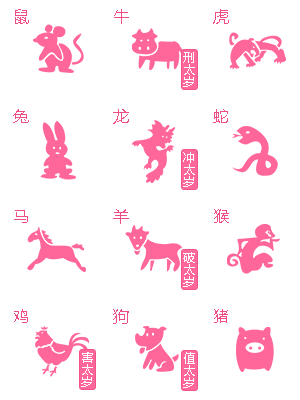 鼠 牛 虎
刑太岁
兔 龙 蛇
冲太岁
马 羊 猴
破太岁
鸡 狗 猪
害太岁 值太岁